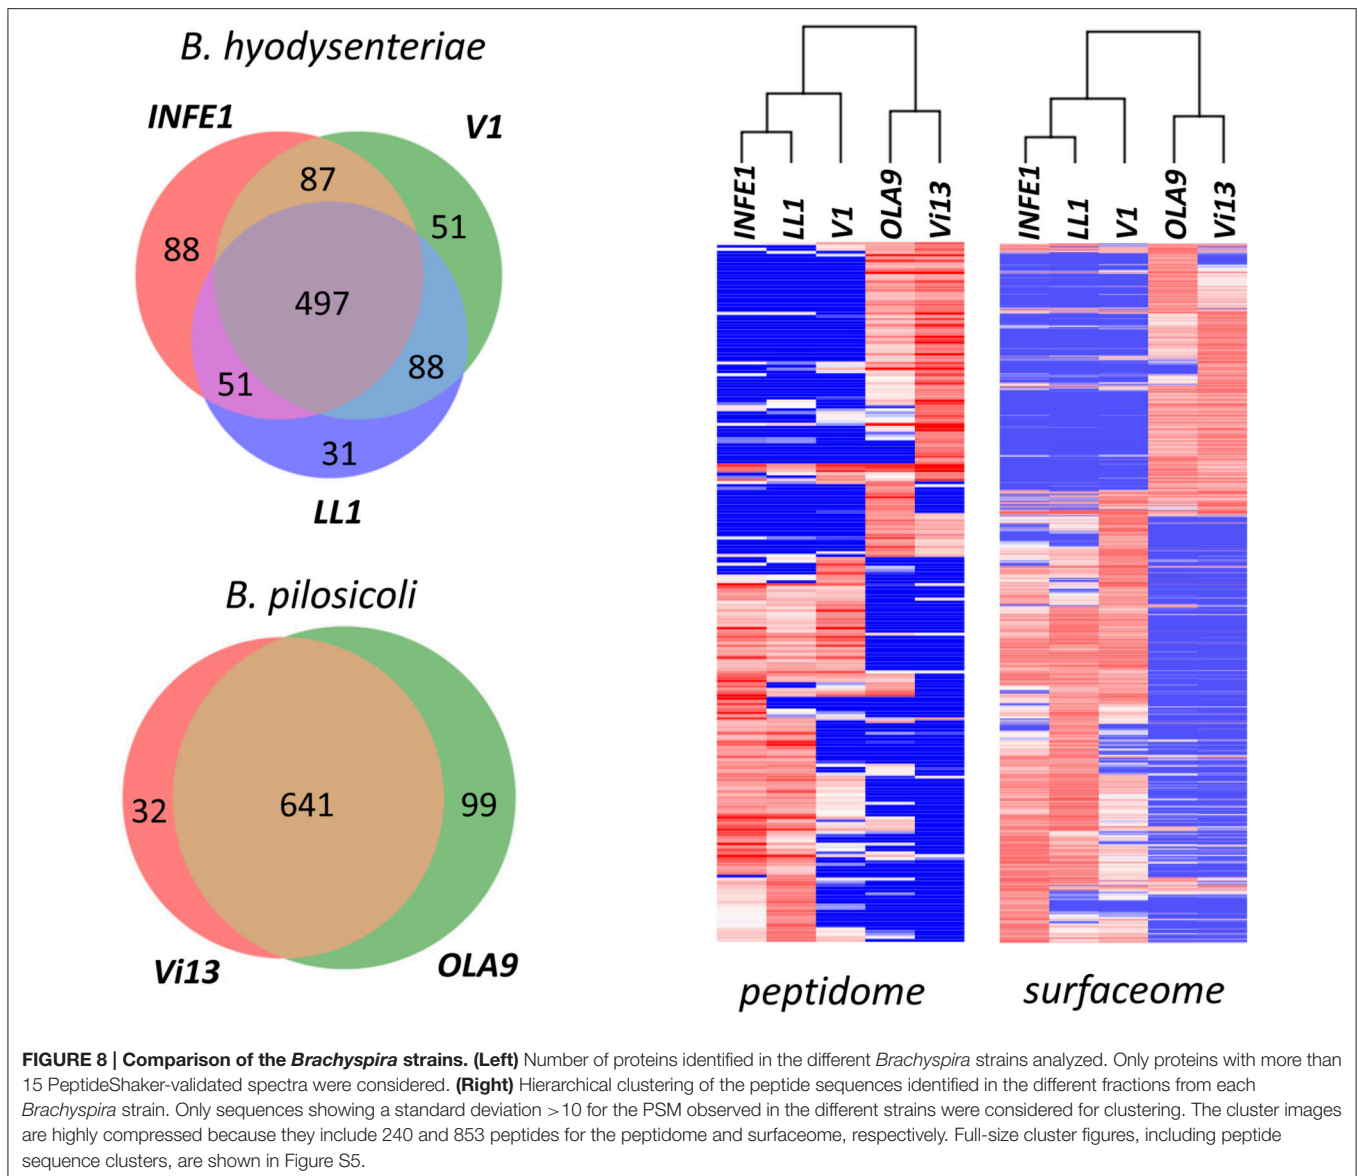 B. hyodysenteriae
INFE1
V1
87
88
51
497
51
88
31
LL1
B. pilosicoli
32
641
99
Vi13
OLA9
INFE1
LL1
V1
OLA9
Vi13
peptidome
INFE1
LL1
V1
OLA9
Vi13
surfaceome
FIGURE 8 | Comparison of the Brachyspira strains. (Left) Number of proteins identified in the different Brachyspira strains analyzed. Only proteins with more than
15 PeptideShaker-validated spectra were considered. (Right) Hierarchical clustering of the peptide sequences identified in the different fractions from each
Brachyspira strain. Only sequences showing a standard deviation >10 for the PSM observed in the different strains were considered for clustering. The cluster images
are highly compressed because they include 240 and 853 peptides for the peptidome and surfaceome, respectively. Full-size cluster figures, including peptide
sequence clusters, are shown in Figure S5.